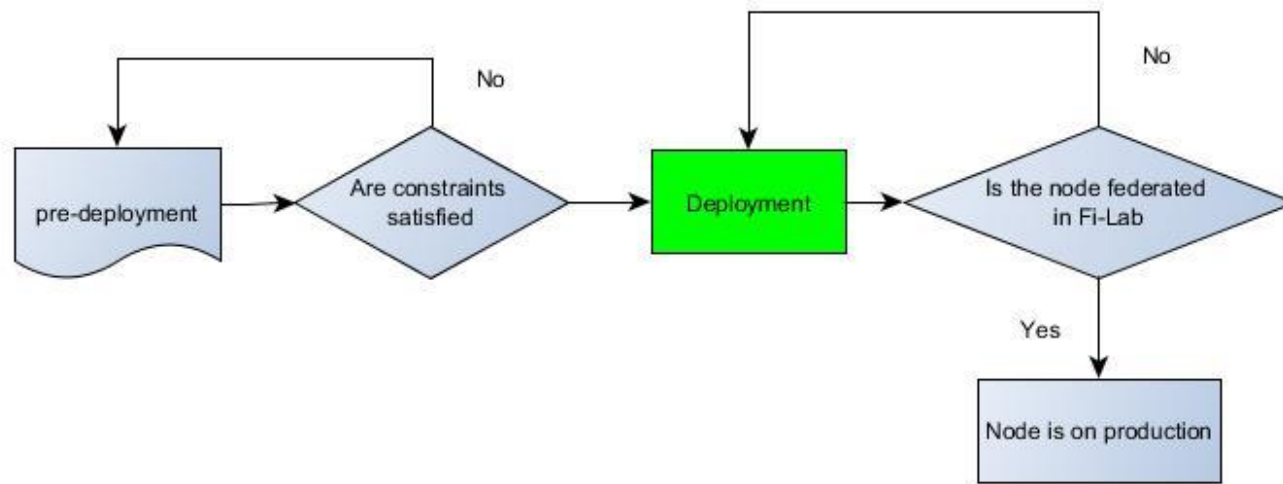 No
No
pre-deployment
Are constraints
satisfied
Deployment
Is the node federated
in Fi-Lab
Yes
Node is on production